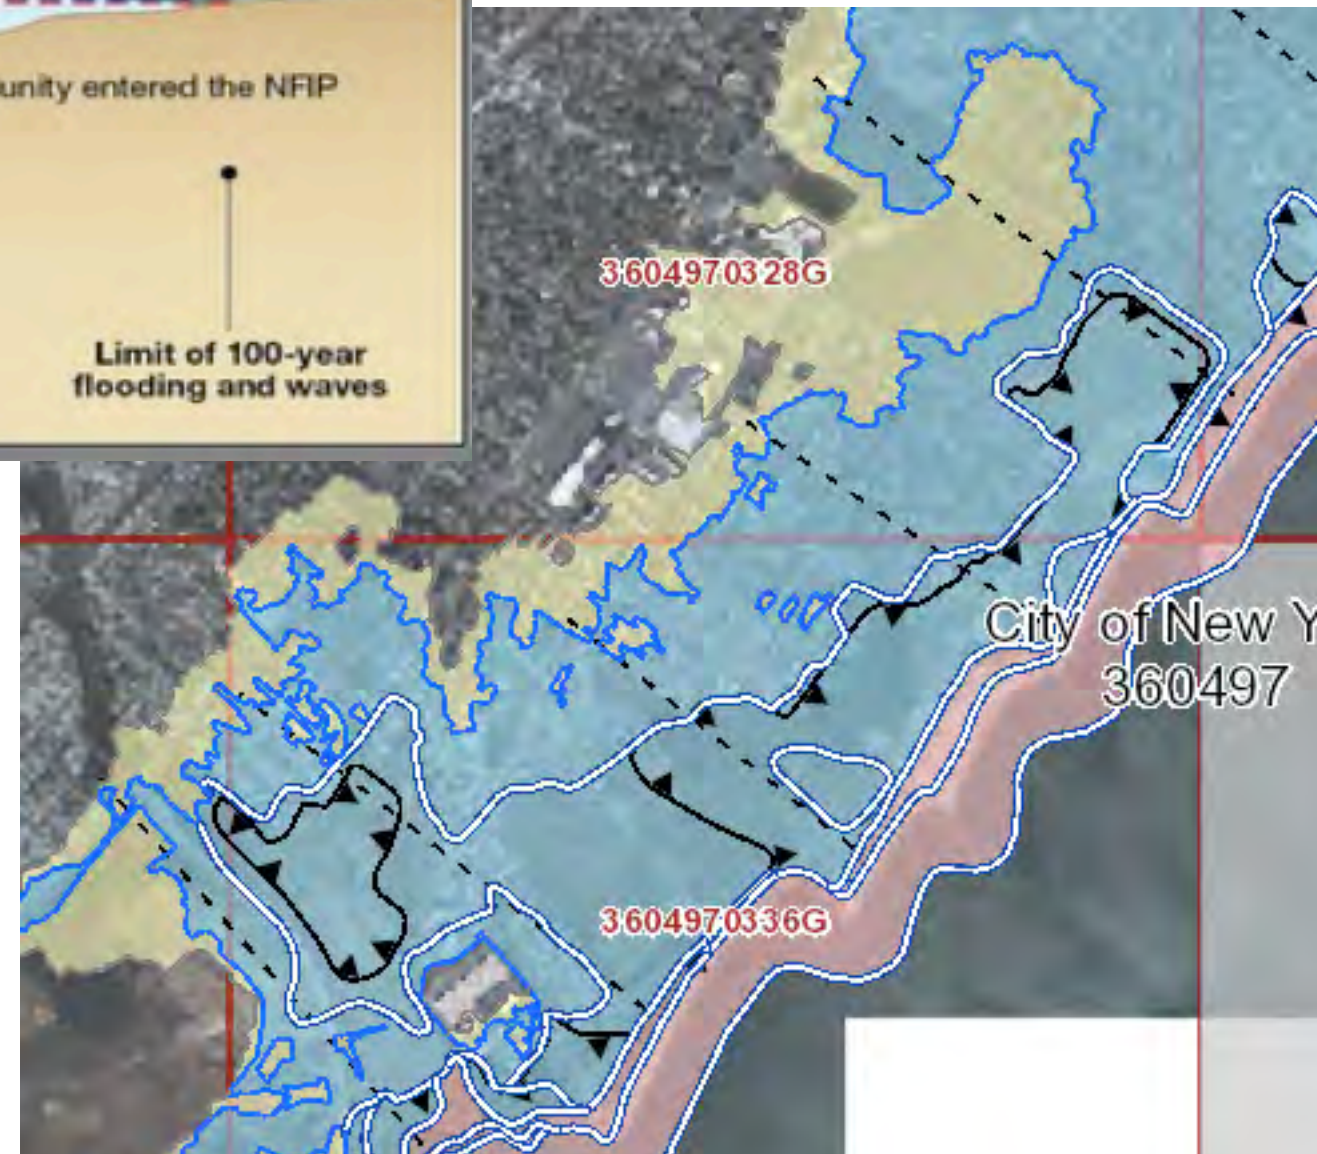 unity entered the NFIP
Limit of 100-year
flooding and waves
3604970328G
City of New Y
360497
3604970336G